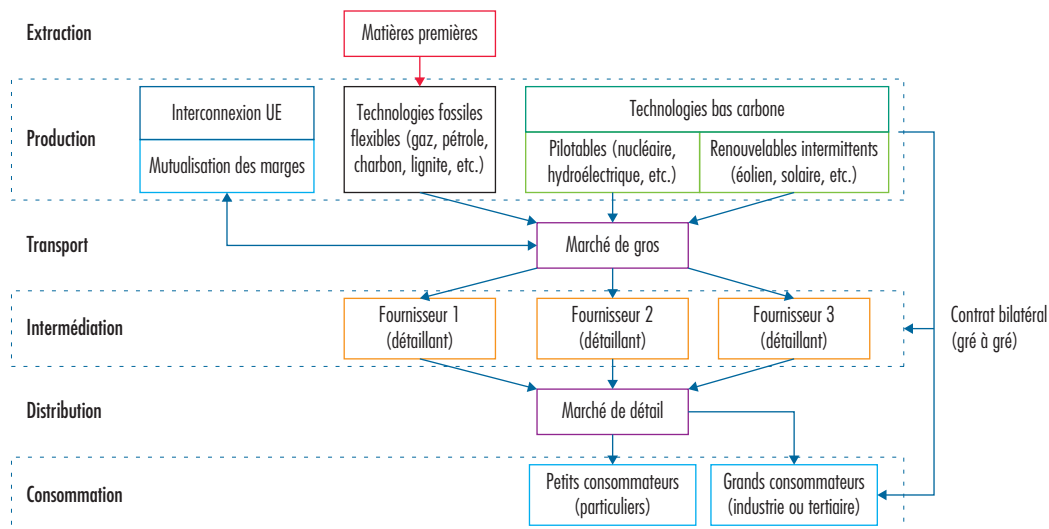 Extraction
Matières premières
Production
Interconnexion UE
Mutualisation des marges
Technologies fossiles
flexibles (gaz, pétrole,
charbon, lignite, etc.)
Technologies bas carbone
Pilotables (nucléaire,
hydroélectrique, etc.)
Renouvelables intermittents
(éolien, solaire, etc.)
Transport
Marché de gros
Intermédiation
Fournisseur 1
(détaillant)
Fournisseur 2
(détaillant)
Fournisseur 3
(détaillant)
Contrat bilatéral
(gré à gré)
Distribution
Marché de détail
Consommation
Petits consommateurs
(particuliers)
Grands consommateurs
(industrie ou tertiaire)